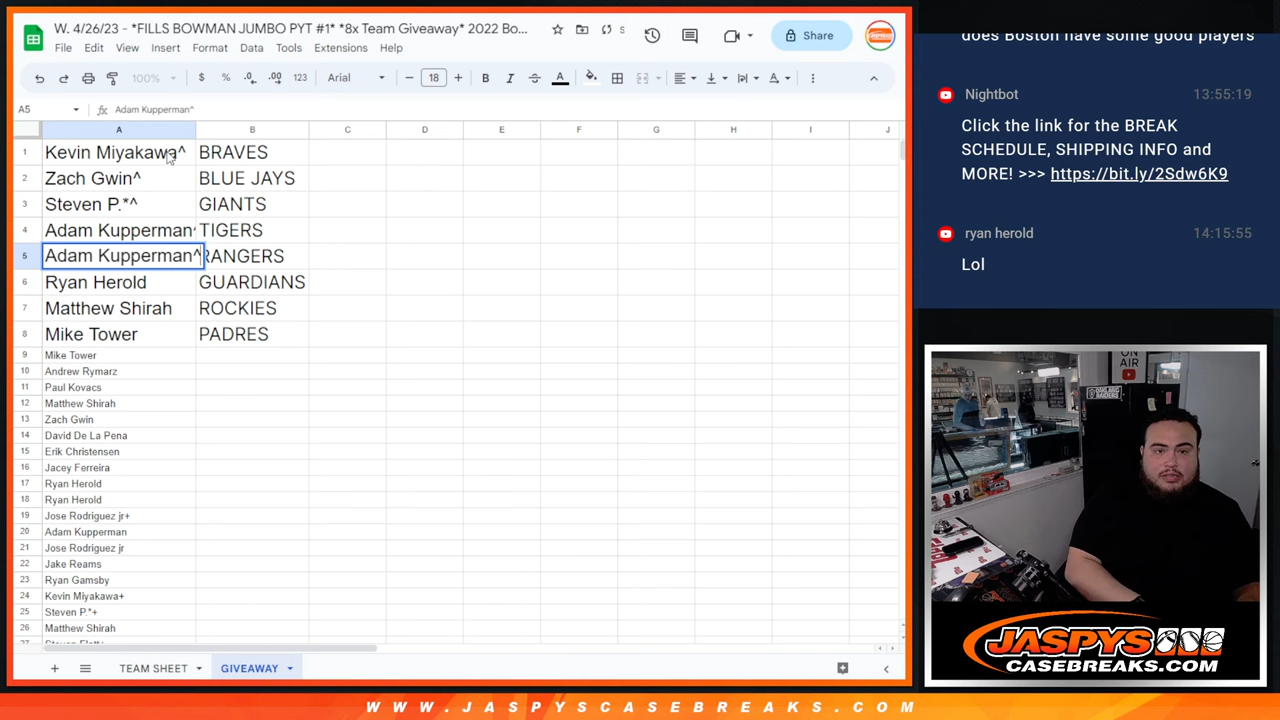 W. 4/26/23 - *FILLS BOWMAN JUMBO PYT #1* *8x Team Giveaway* 2022 Bo...
Share
File Edit View Insert Format Data Tools Extensions Help
100% $ % .0 .00 123 Arial 18 B I A
A5 fx Adam Kupperman^
A B C D E F G H I J
1 Kevin Miyakawa^ BRAVES
2 Zach Gwin^ BLUE JAYS
3 Steven P.*^ GIANTS
4 Adam Kupperman^ TIGERS
5 Adam Kupperman^ RANGERS
6 Ryan Herold GUARDIANS
7 Matthew Shirah ROCKIES
8 Mike Tower PADRES
9 Mike Tower
10 Andrew Rymarz
11 Paul Kovacs
12 Matthew Shirah
13 Zach Gwin
14 David De La Pena
15 Erik Christensen
16 Jacey Ferreira
17 Ryan Herold
18 Ryan Herold
19 Jose Rodriguez jr+
20 Adam Kupperman
21 Jose Rodriguez jr
22 Jake Reams
23 Ryan Gamsby
24 Kevin Miyakawa+
25 Steven P.*+
26 Matthew Shirah
TEAM SHEET GIVEAWAY
does Boston have some good players
Nightbot 13:55:19
Click the link for the BREAK
SCHEDULE, SHIPPING INFO and
MORE! >>> https://bit.ly/2Sdw6K9
ryan herold 14:15:55
Lol
ON
AIR
JASPYS
CASEBREAKS.COM
WWW.JASPYSCASEBREAKS.COM